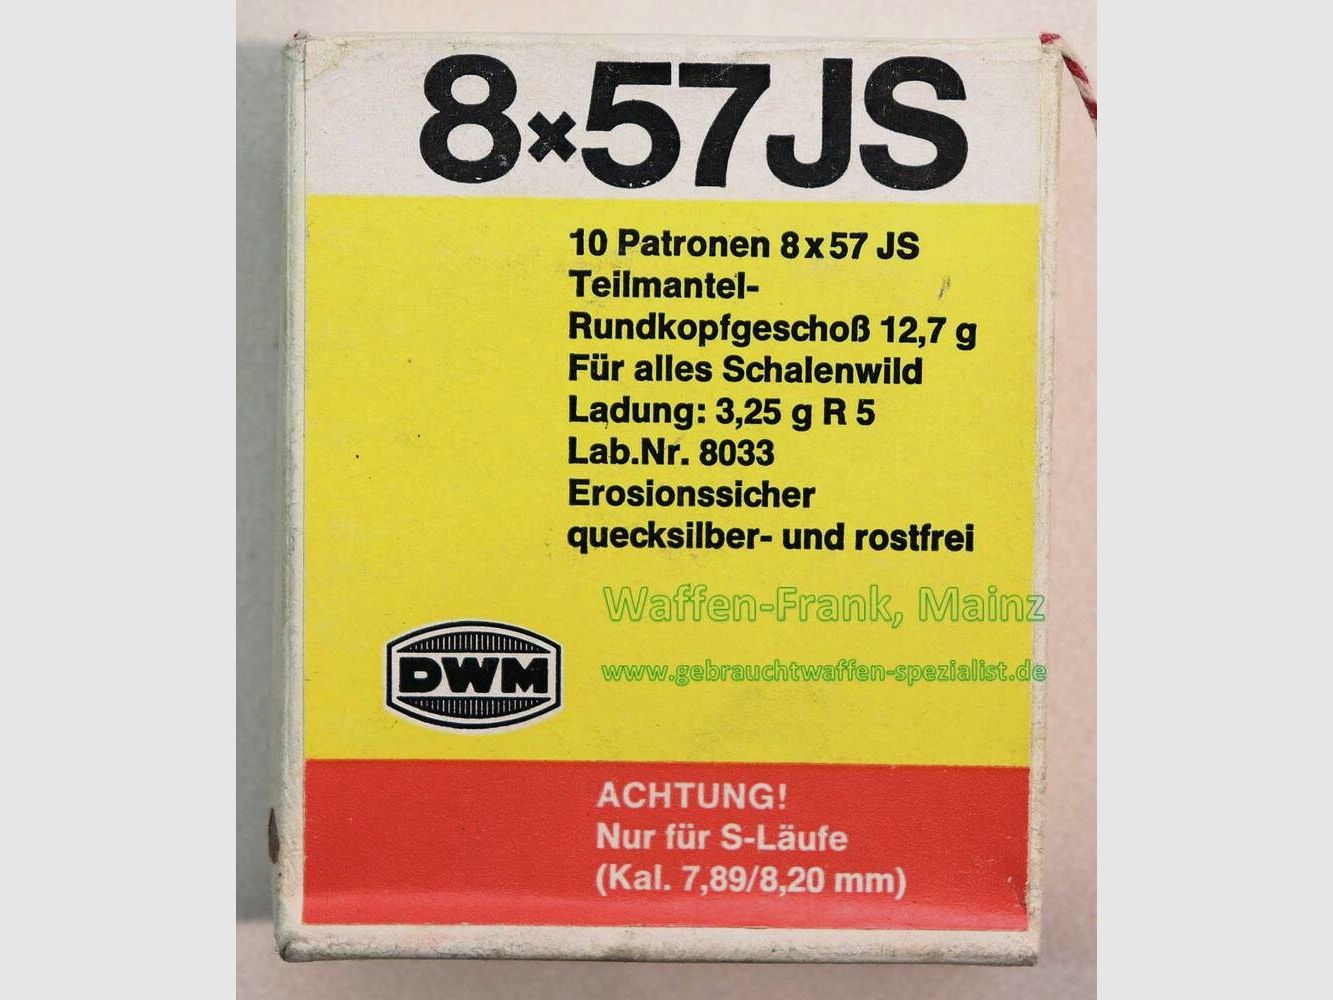 8x57JS
10 Patronen 8x57 JS
Teilmantel-
Rundkopfgeschoß 12,7 g
Für alles Schalenwild
Ladung: 3,25 g R 5
Lab.Nr. 8033
Erosionssicher
quecksilber- und rostfrei
Waffen-Frank, Mainz
www.gebrauchtwaffen-spezialist.de
DWM
ACHTUNG!
Nur für S-Läufe
(Kal. 7,89/8,20 mm)